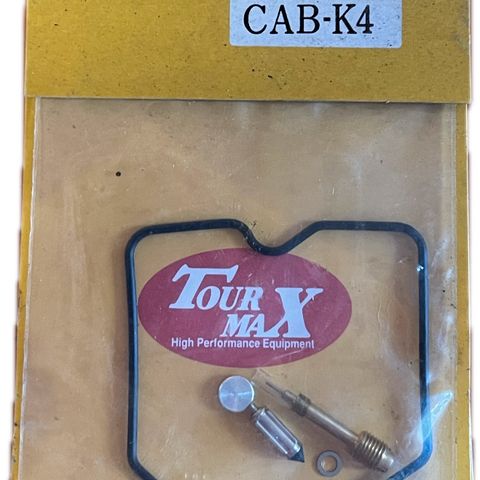 CAB-K4
TOUR
MAX
High Performance Equipment